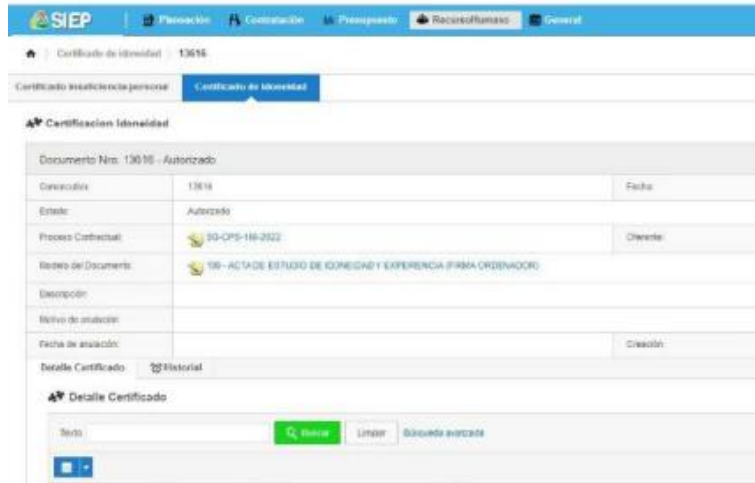 SIEP Planeación Contratación Presupuesto RecursoHumano General
Certificado de idoneidad 13616
Certificado insuficiencia personal Certificado de Idoneidad
Certificacion Idoneidad
Documento Nro. 13616 - Autorizado
Consecutivo 13616 Fecha:
Estado: Autorizado
Proceso Contractual: SG-CPS-166-2022 Oferente:
Modelo del Documento: 199 - ACTA DE ESTUDIO DE IDONEIDAD Y EXPERIENCIA (FIRMA ORDENADOR)
Descripción:
Motivo de anulación:
Fecha de anulación: Creación:
Detalle Certificado Historial
Detalle Certificado
Texto Buscar Limpiar Búsqueda avanzada